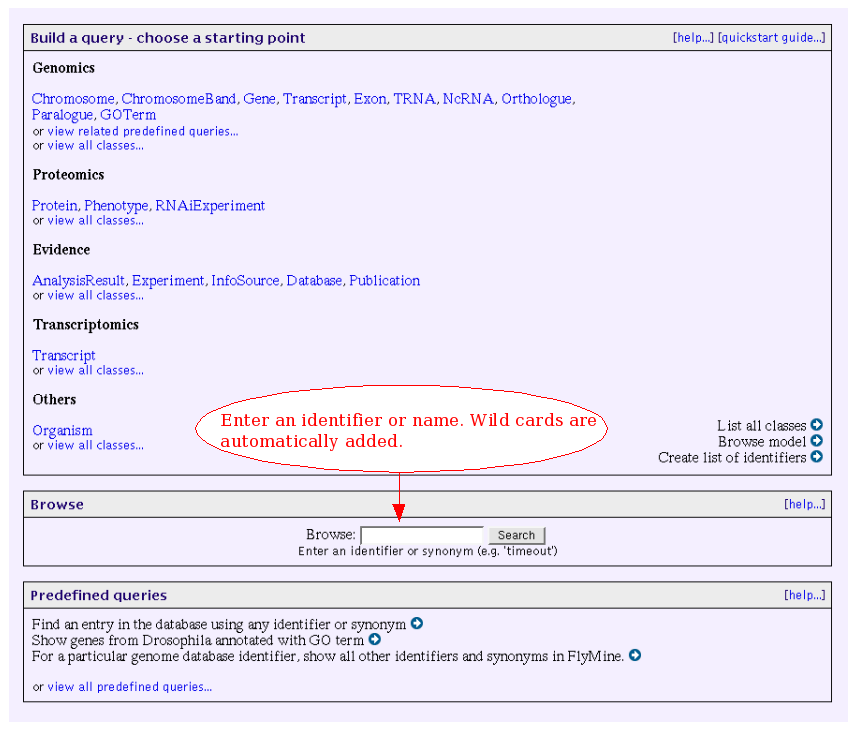 Build a query - choose a starting point [help...] [quickstart guide...]
Genomics
Chromosome, ChromosomeBand, Gene, Transcript, Exon, TRNA, NcRNA, Orthologue,
Paralogue, GOTerm
or view related predefined queries...
or view all classes...
Proteomics
Protein, Phenotype, RNAiExperiment
or view all classes...
Evidence
AnalysisResult, Experiment, InfoSource, Database, Publication
or view all classes...
Transcriptomics
Transcript
or view all classes...
Others
Organism
or view all classes...
Enter an identifier or name. Wild cards are
automatically added.
List all classes
Browse model
Create list of identifiers
Browse [help...]
Browse: Search
Enter an identifier or synonym (e.g. 'timeout')
Predefined queries [help...]
Find an entry in the database using any identifier or synonym
Show genes from Drosophila annotated with GO term
For a particular genome database identifier, show all other identifiers and synonyms in FlyMine.
or view all predefined queries...